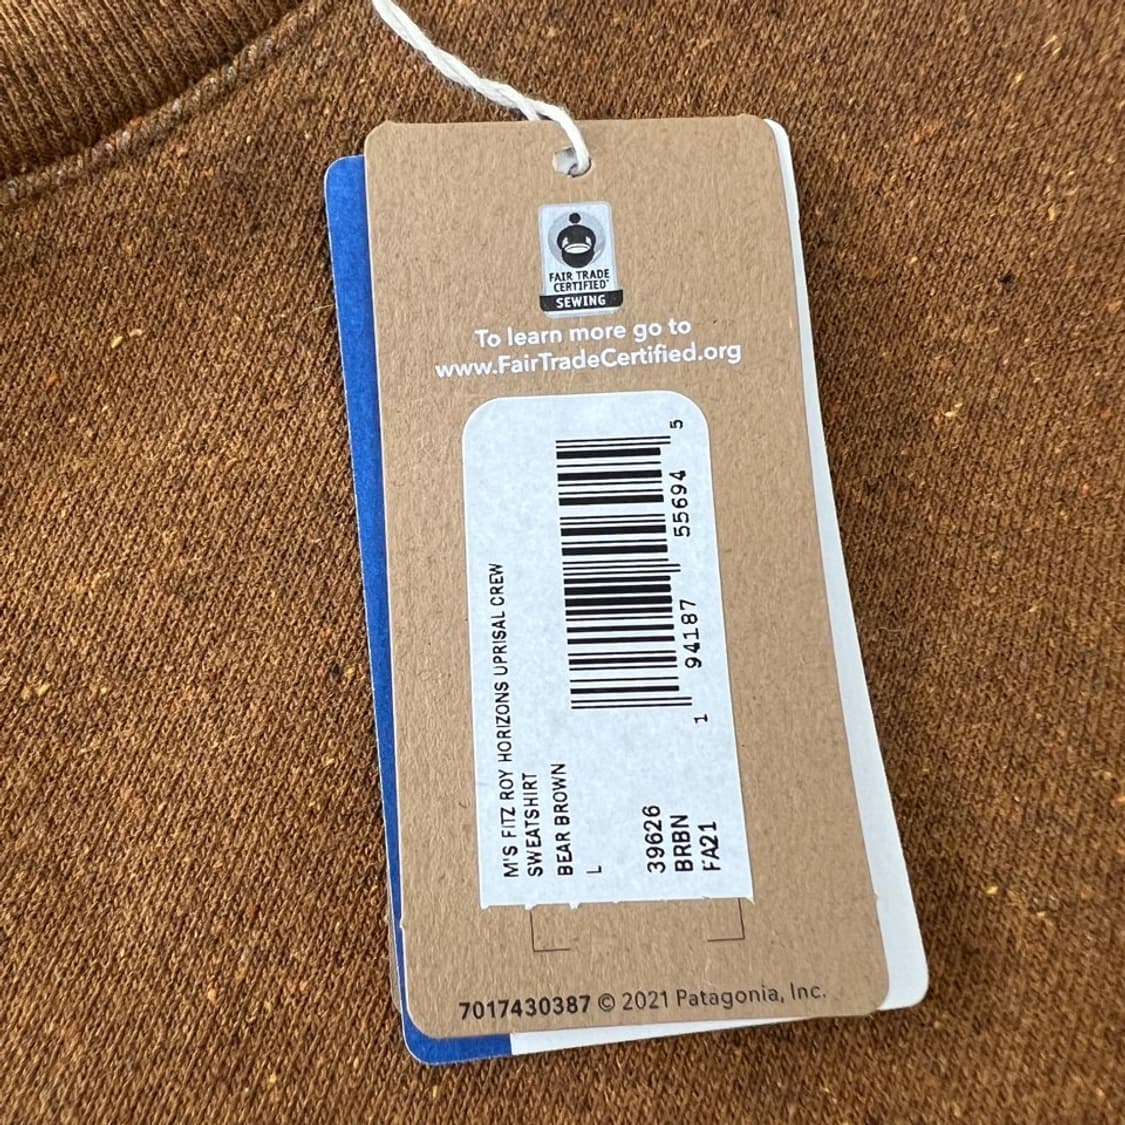 FAIR TRADE
CERTIFIED
SEWING
To learn more go to
www.FairTradeCertified.org
M'S FITZ ROY HORIZONS UPRISAL CREW
SWEATSHIRT
BEAR BROWN
L
1 94187 55694 5
39626
BRBN
FA21
7017430387 © 2021 Patagonia, Inc.